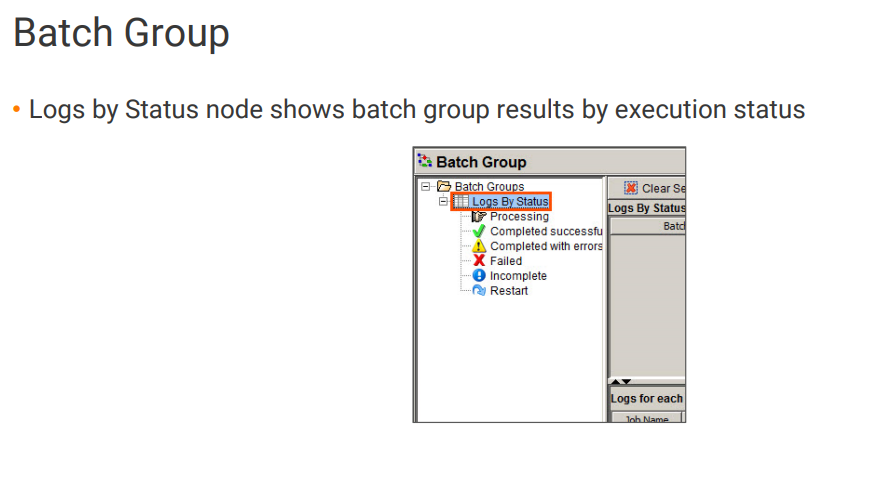 Batch Group
• Logs by Status node shows batch group results by execution status
Batch Group
Batch Groups
Logs By Status
Processing
Completed successfu
Completed with errors
Failed
Incomplete
Restart
Clear Se
Logs By Status
Batc
Logs for each
Job Name